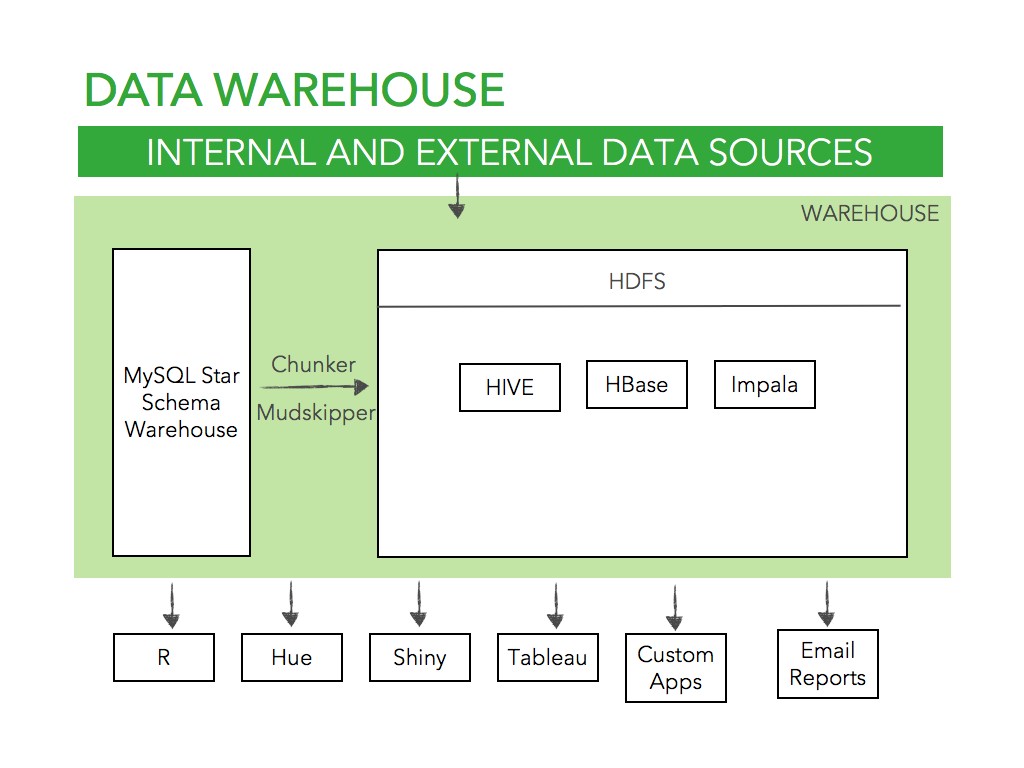 DATA WAREHOUSE
INTERNAL AND EXTERNAL DATA SOURCES
WAREHOUSE
MySQL Star
Schema
Warehouse
Chunker
Mudskipper
HDFS
HIVE
HBase
Impala
R
Hue
Shiny
Tableau
Custom
Apps
Email
Reports